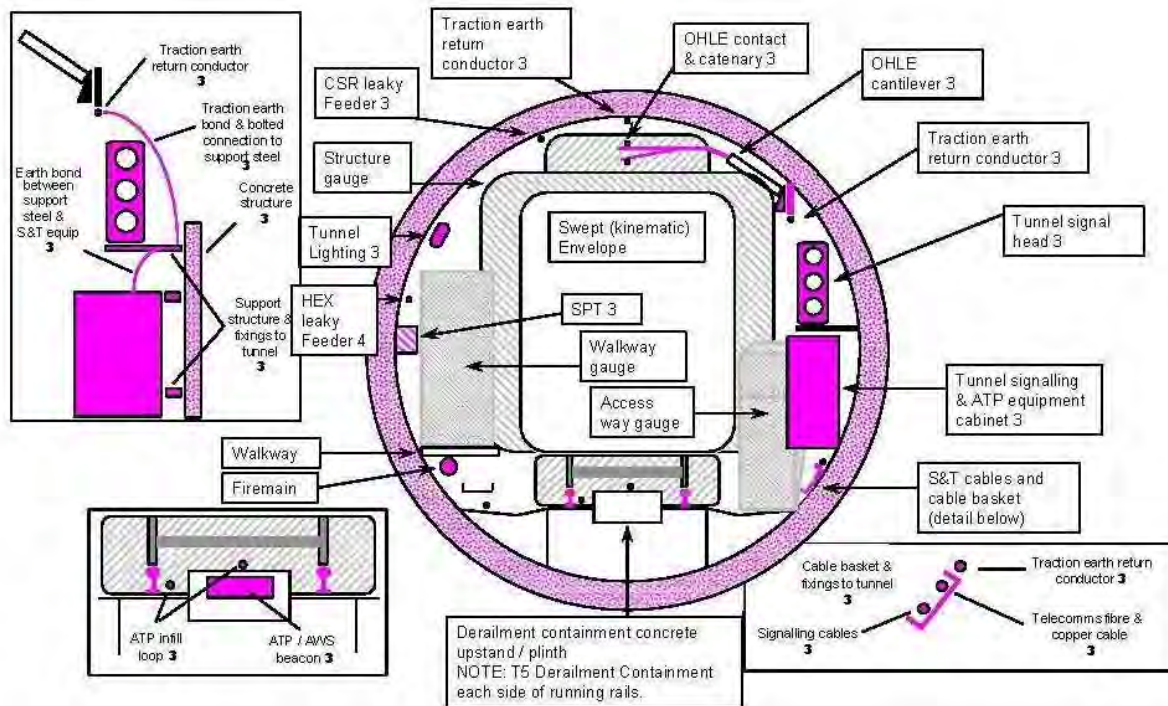 Traction earth
return conductor
3
Traction earth
bond & bolted
connection to
support steel
3
Earth bond
between
support
steel &
S&T equip
3
Concrete
structure
3
Support
structure &
fixings to
tunnel
3
Traction earth
return
conductor 3
CSR leaky
Feeder 3
Structure
gauge
Tunnel
Lighting 3
HEX
leaky
Feeder 4
OHLE contact
& catenary 3
OHLE
cantilever 3
Traction earth
return conductor 3
Swept (kinematic)
Envelope
Tunnel signal
head 3
SPT 3
Walkway
gauge
Access
way gauge
Tunnel signalling
& ATP equipment
cabinet 3
Walkway
Firemain
S&T cables and
cable basket
(detail below)
ATP infill
loop 3
ATP / AWS
beacon 3
Derailment containment concrete
upstand / plinth
NOTE: T5 Derailment Containment
each side of running rails.
Cable basket &
fixings to tunnel
3
Signalling cables
3
Traction earth return
conductor 3
Telecomms fibre &
copper cable
3